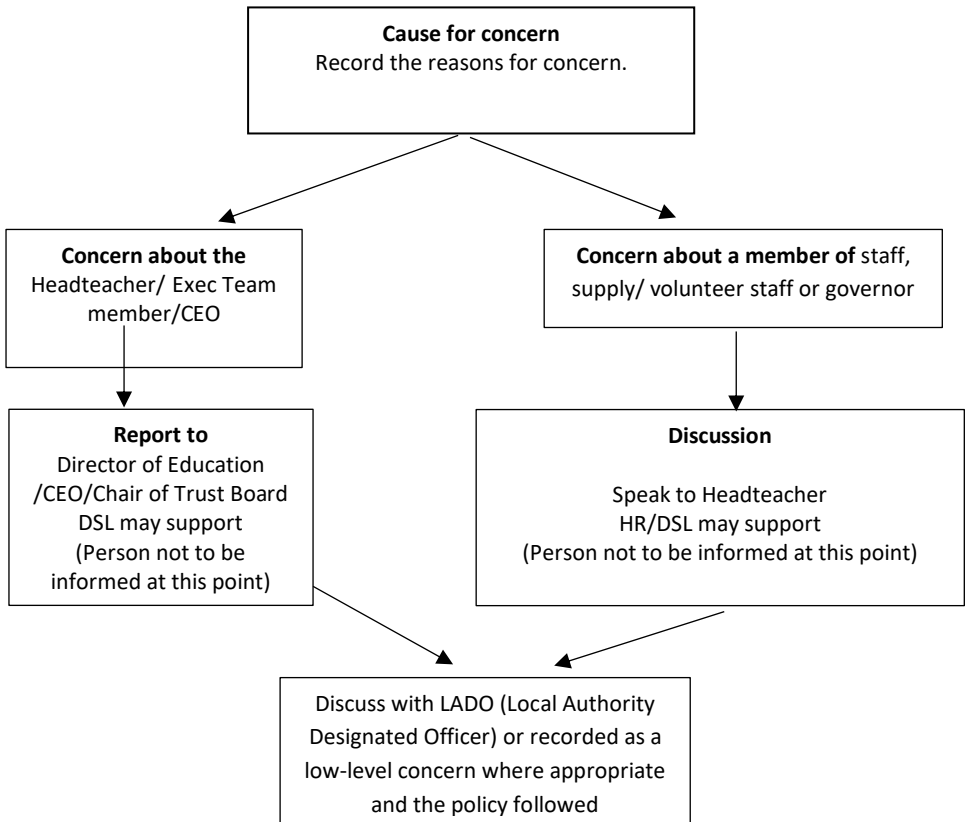 Cause for concern
Record the reasons for concern.
Concern about the
Headteacher/ Exec Team
member/CEO
Concern about a member of staff,
supply/ volunteer staff or governor
Report to
Director of Education
/CEO/Chair of Trust Board
DSL may support
(Person not to be
informed at this point)
Discussion
Speak to Headteacher
HR/DSL may support
(Person not to be informed at this point)
Discuss with LADO (Local Authority
Designated Officer) or recorded as a
low-level concern where appropriate
and the policy followed